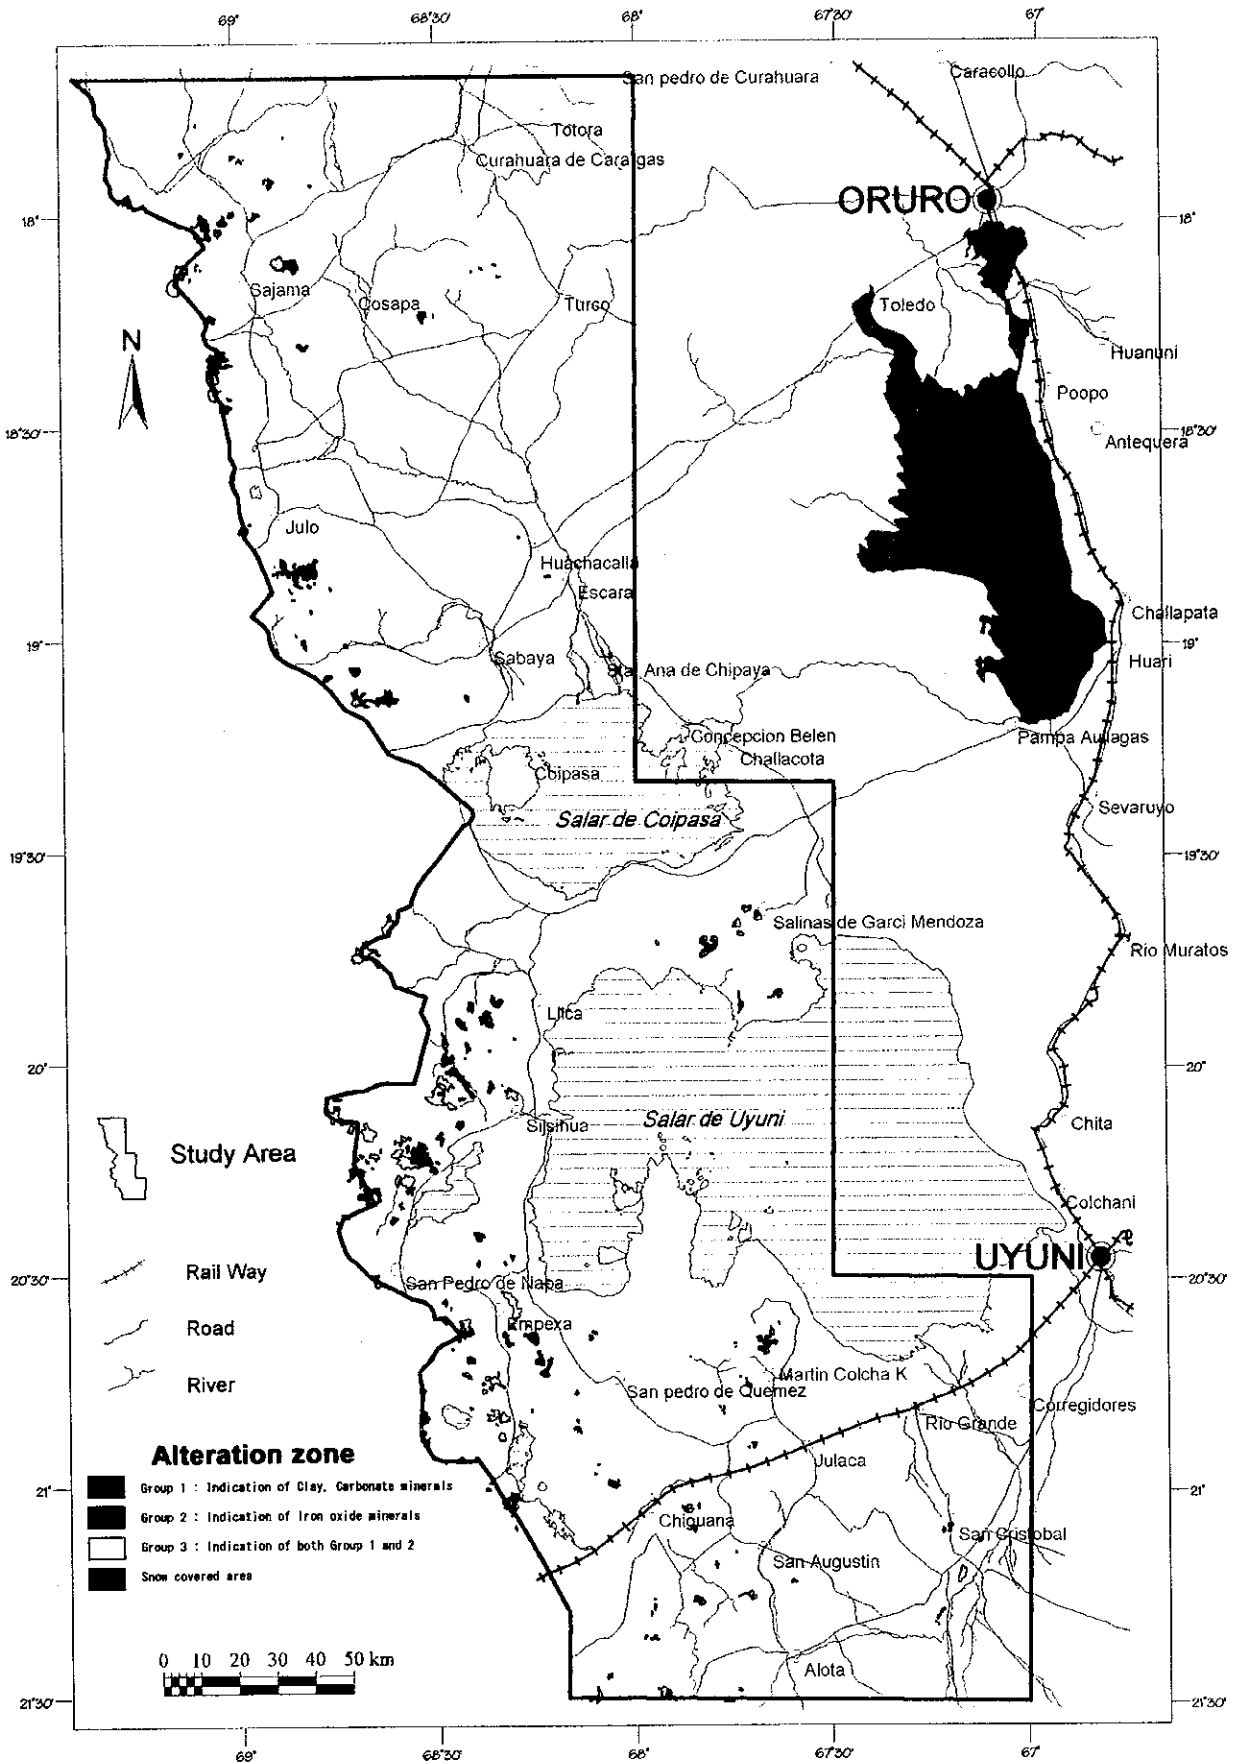 69° 68°30' 68° 67°30' 67°
San pedro de Curahuara
Caracollo
Totora
Curahuara de Carangas
ORURO
18° 18°
Sajama
Cosapa
Turco
Toledo
N
Huanuni
Poopo
18°30' 18°30'
Antequera
Julo
Huachacalla
Escara
Challapata
19° 19°
Sabaya
Sta Ana de Chipaya
Huari
Concepcion Belen
Pampa Aullagas
Challacota
Coipasa
Salar de Coipasa
Sevaruyo
19°30' 19°30'
Salinas de Garci Mendoza
Rio Muratos
Llica
20° 20°
Salar de Uyuni
Sijsihua
Chita
Study Area
Colchani
UYUNI
Rail Way
San Pedro de Napa
20°30' 20°30'
Road
Empexa
River
Martin Colcha K
San pedro de Quemez
Corregidores
Rio Grande
Alteration zone
Julaca
Group 1 : Indication of Clay, Carbonate minerals
21° 21°
Group 2 : Indication of Iron oxide minerals
Chiguana
San Cristobal
Group 3 : Indication of both Group 1 and 2
San Augustin
Snow covered area
0 10 20 30 40 50 km
Alota
21°30' 21°30'
69° 68°30' 68° 67°30' 67°